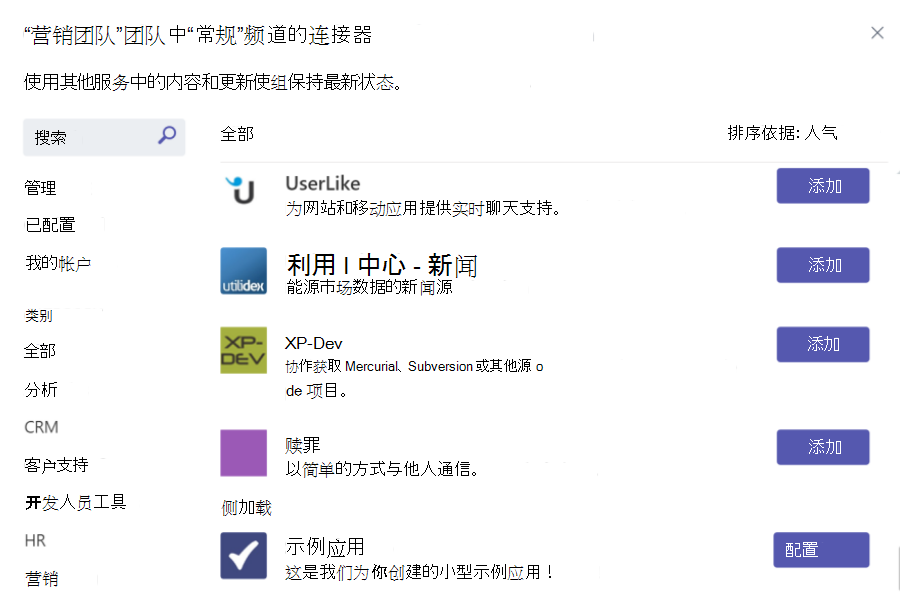 “营销团队”团队中“常规”频道的连接器
使用其他服务中的内容和更新使组保持最新状态。
搜索
全部
排序依据: 人气
管理
已配置
我的帐户
类别
全部
分析
CRM
客户支持
开发人员工具
HR
营销
UserLike
为网站和移动应用提供实时聊天支持。
添加
utilidex
利用 I 中心 - 新闻
能源市场数据的新闻源
添加
XP-
DEV
XP-Dev
协作获取 Mercurial、Subversion 或其他源 o
de 项目。
添加
赎罪
以简单的方式与他人通信。
添加
侧加载
示例应用
这是我们为你创建的小型示例应用！
配置